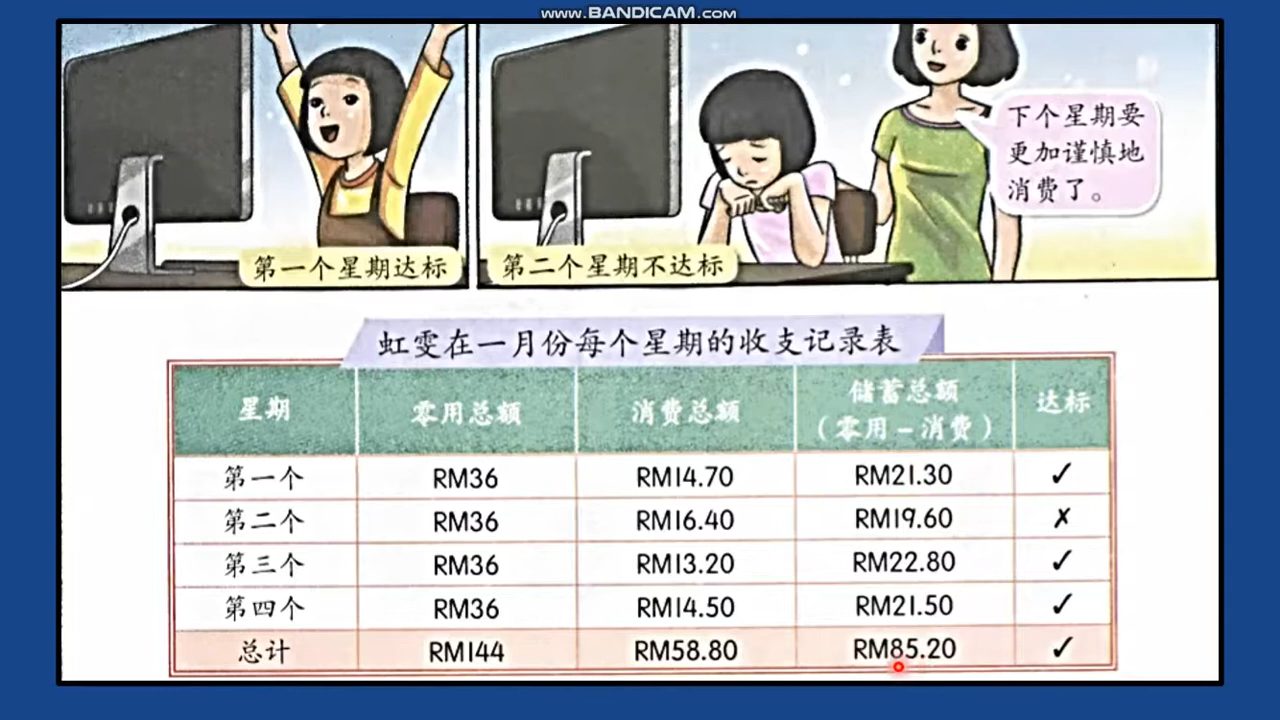 www.BANDICAM.com
下个星期要
更加谨慎地
消费了。
第一个星期达标
第二个星期不达标
虹雯在一月份每个星期的收支记录表
星期 零用总额 消费总额 储蓄总额（零用－消费） 达标
第一个 RM36 RM14.70 RM21.30 ✓
第二个 RM36 RM16.40 RM19.60 ✗
第三个 RM36 RM13.20 RM22.80 ✓
第四个 RM36 RM14.50 RM21.50 ✓
总计 RM144 RM58.80 RM85.20 ✓